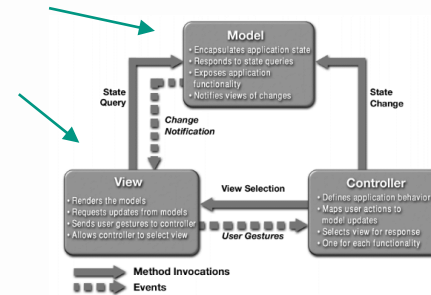 Model
• Encapsulates application state
• Responds to state queries
• Exposes application
functionality
• Notifies views of changes
State
Query
Change
Notification
State
Change
View
• Renders the models
• Requests updates from models
• Sends user gestures to controller
• Allows controller to select view
View Selection
User Gestures
Controller
• Defines application behavior
• Maps user actions to
model updates
• Selects view for response
• One for each functionality
Method Invocations
Events